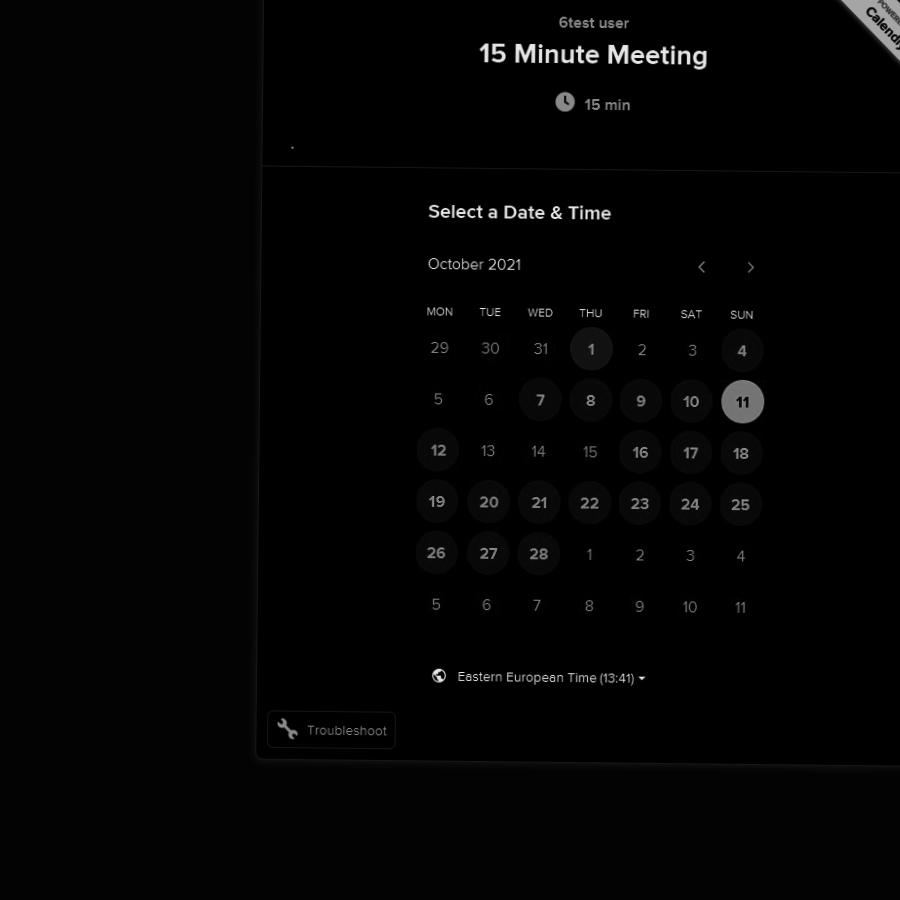 6test user
POWERED
Calendly
15 Minute Meeting
15 min
.
Select a Date & Time
October 2021
MON TUE WED THU FRI SAT SUN
29 30 31 1 2 3 4
5 6 7 8 9 10 11
12 13 14 15 16 17 18
19 20 21 22 23 24 25
26 27 28 1 2 3 4
5 6 7 8 9 10 11
Eastern European Time (13:41)
Troubleshoot